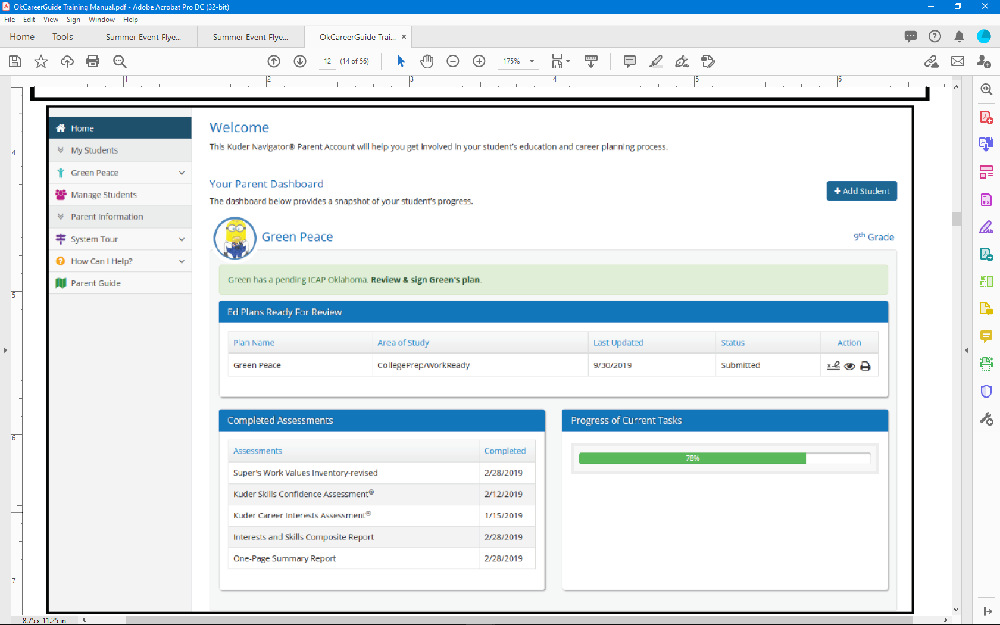 OkCareerGuide Training Manual.pdf - Adobe Acrobat Pro DC (32-bit)
File Edit View Sign Window Help
Home Tools Summer Event Flye... Summer Event Flye... OkCareerGuide Trai... ×
12 (14 of 56) 175%
1 2 3 4 5 6
Home
My Students
Green Peace
Manage Students
Parent Information
System Tour
How Can I Help?
Parent Guide
4
5
6
7
Welcome
This Kuder Navigator® Parent Account will help you get involved in your student's education and career planning process.
Your Parent Dashboard
+ Add Student
The dashboard below provides a snapshot of your student's progress.
Green Peace
9th Grade
Green has a pending ICAP Oklahoma. Review & sign Green's plan.
Ed Plans Ready For Review
Plan Name Area of Study Last Updated Status Action
Green Peace CollegePrep/WorkReady 9/30/2019 Submitted
Completed Assessments
Assessments Completed
Super's Work Values Inventory-revised 2/28/2019
Kuder Skills Confidence Assessment® 2/12/2019
Kuder Career Interests Assessment® 1/15/2019
Interests and Skills Composite Report 2/28/2019
One-Page Summary Report 2/28/2019
Progress of Current Tasks
78%
8.75 x 11.25 in